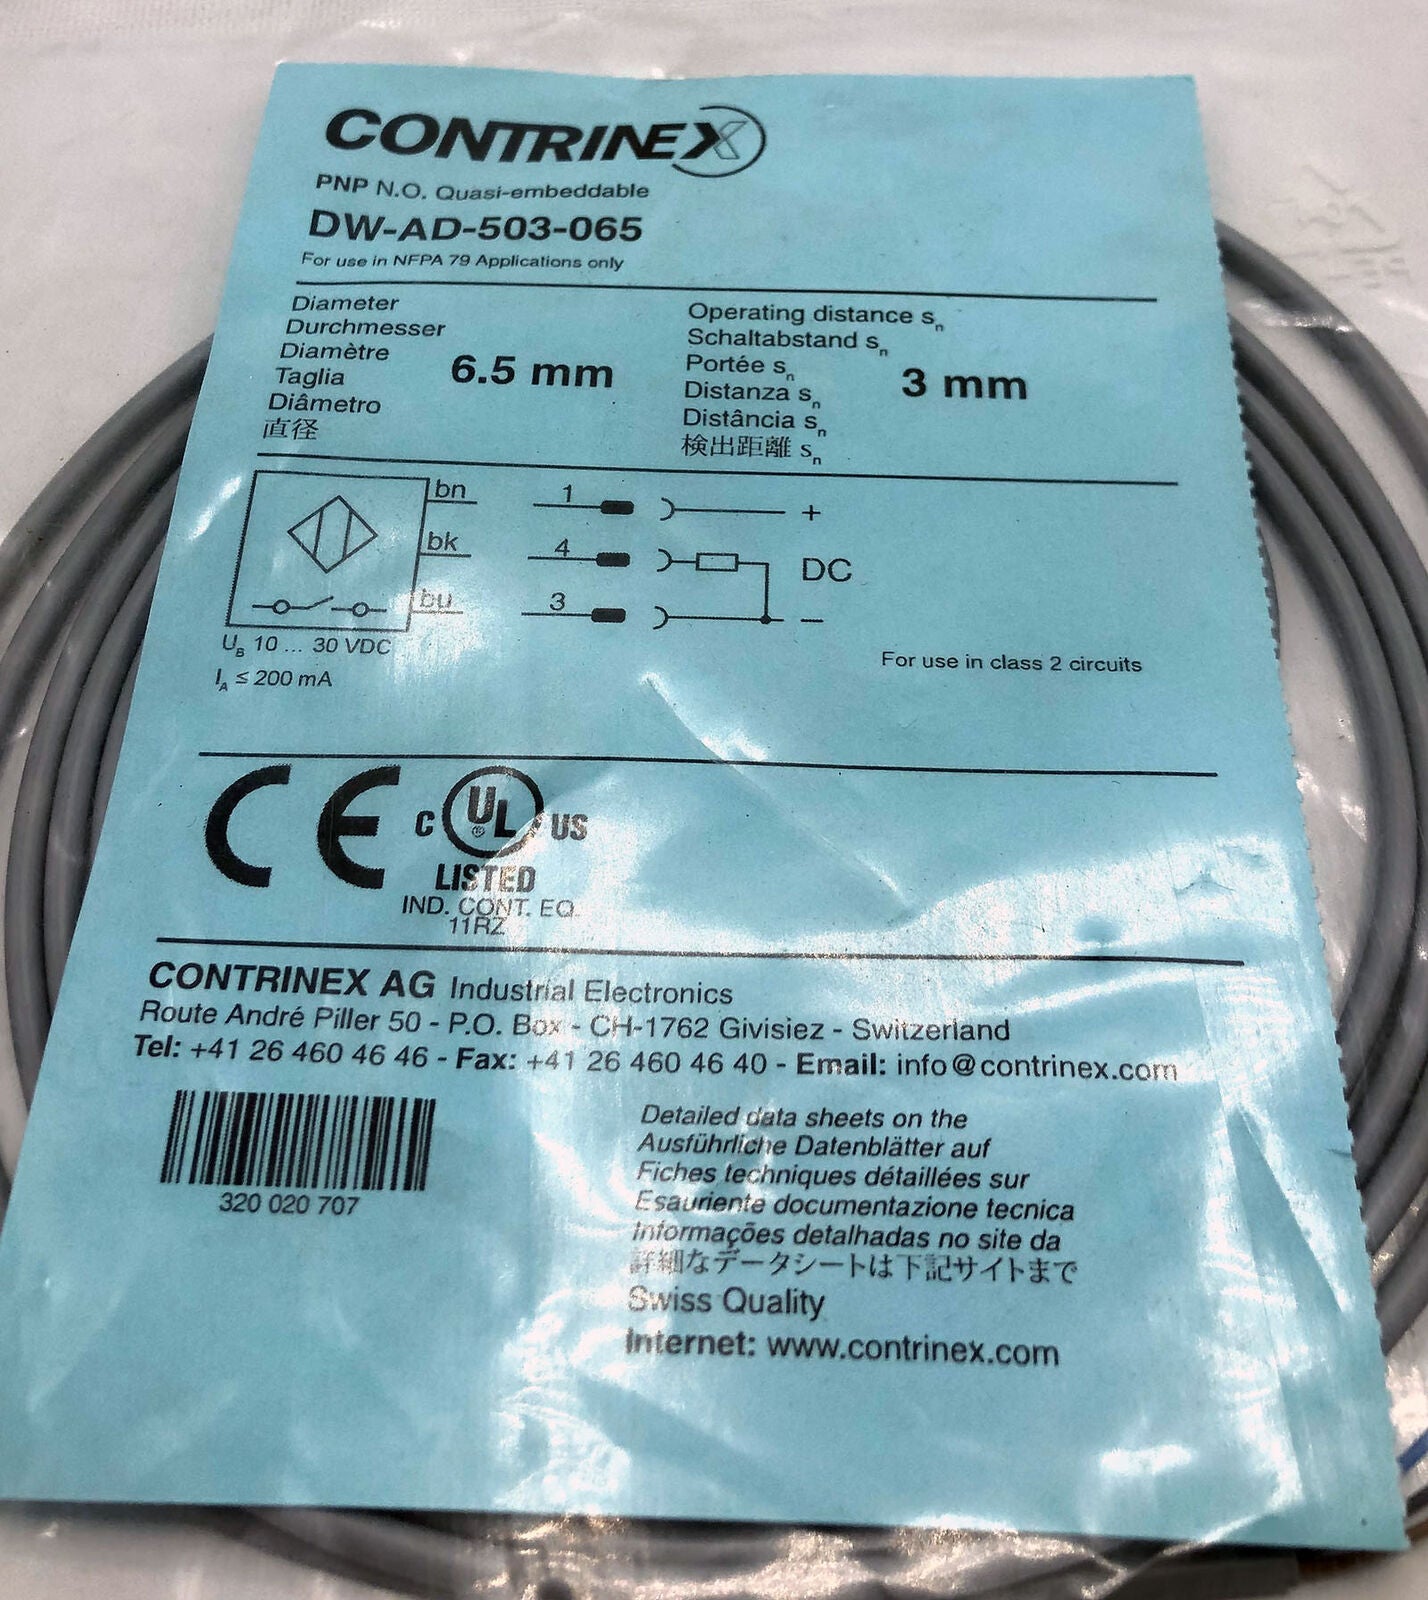 CONTRINEX
PNP N.O. Quasi-embeddable
DW-AD-503-065
For use in NFPA 79 Applications only
Diameter
Durchmesser
Diamètre
Taglia
Diâmetro
直径
6.5 mm
Operating distance sn
Schaltabstand sn
Portée sn
Distanza sn
Distância sn
検出距離 sn
3 mm
bn 1 +
bk 4 DC
bu 3 –
UB 10 ... 30 VDC
IA ≤ 200 mA
For use in class 2 circuits
CE
C UL ® US
LISTED
IND. CONT. EQ.
11RZ
CONTRINEX AG Industrial Electronics
Route André Piller 50 - P.O. Box - CH-1762 Givisiez - Switzerland
Tel: +41 26 460 46 46 - Fax: +41 26 460 46 40 - Email: info@contrinex.com
320 020 707
Detailed data sheets on the
Ausführliche Datenblätter auf
Fiches techniques détaillées sur
Esauriente documentazione tecnica
Informações detalhadas no site da
詳細なデータシートは下記サイトまで
Swiss Quality
Internet: www.contrinex.com